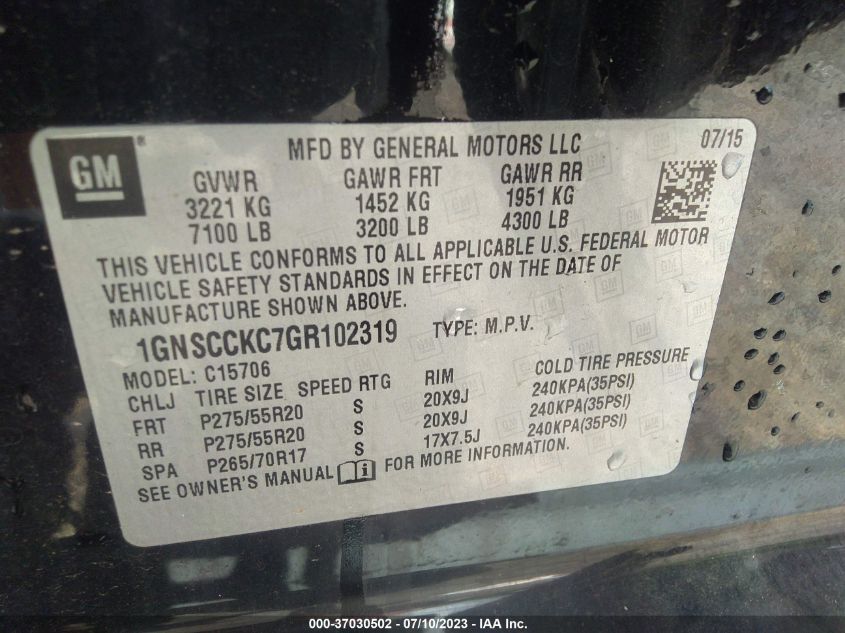 GM ®
MFD BY GENERAL MOTORS LLC 07/15
GVWR GAWR FRT GAWR RR
3221 KG 1452 KG 1951 KG
7100 LB 3200 LB 4300 LB
THIS VEHICLE CONFORMS TO ALL APPLICABLE U.S. FEDERAL MOTOR
VEHICLE SAFETY STANDARDS IN EFFECT ON THE DATE OF
MANUFACTURE SHOWN ABOVE.
1GNSCCKC7GR102319 TYPE: M.P.V.
MODEL: C15706
CHLJ TIRE SIZE SPEED RTG RIM COLD TIRE PRESSURE
FRT P275/55R20 S 20X9J 240KPA(35PSI)
RR P275/55R20 S 20X9J 240KPA(35PSI)
SPA P265/70R17 S 17X7.5J 240KPA(35PSI)
SEE OWNER'S MANUAL i FOR MORE INFORMATION.
000-37030502 - 07/10/2023 - IAAI.com